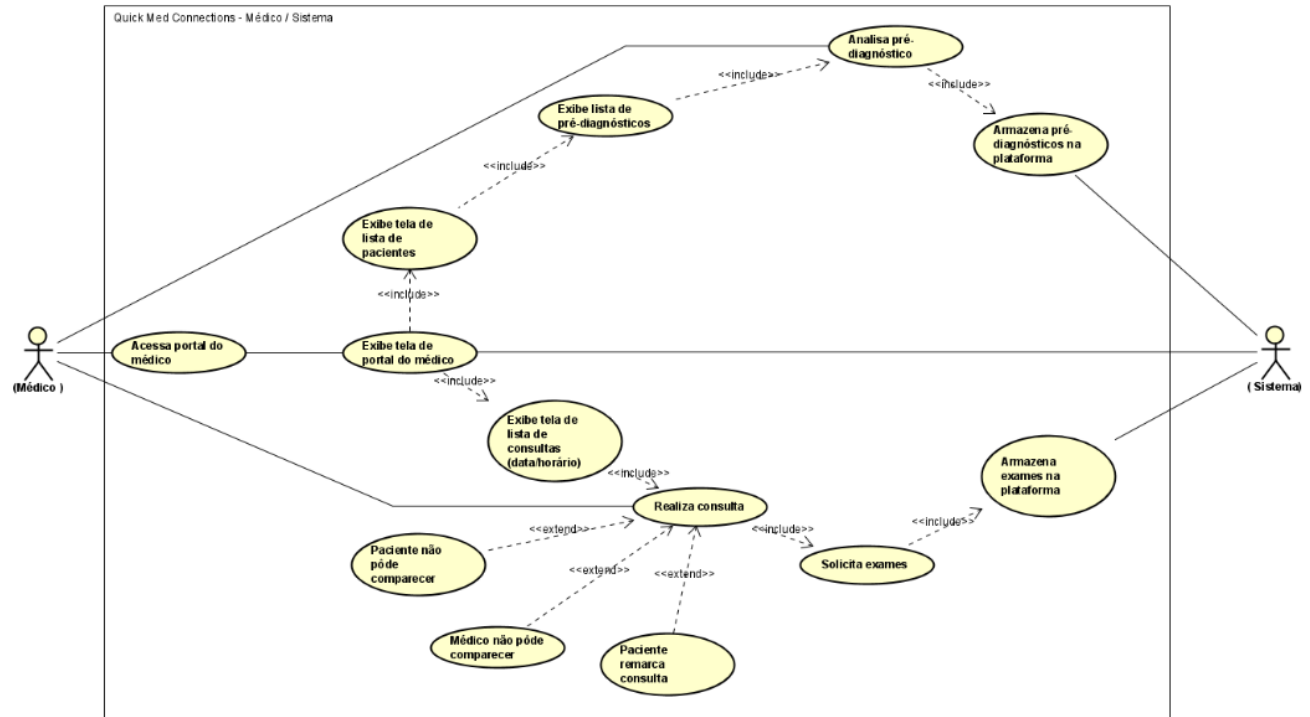 Quick Med Connections - Médico / Sistema
Analisa pré-
diagnóstico
<<include>>
<<include>>
Exibe lista de
pré-diagnósticos
Armazena pré-
diagnósticos na
plataforma
<<include>>
Exibe tela de
lista de
pacientes
<<include>>
(Médico )
Acessa portal do
médico
Exibe tela de
portal do médico
( Sistema)
<<include>>
Exibe tela de
lista de
consultas
(data/horário)
<<include>>
Armazena
exames na
plataforma
Realiza consulta
<<extend>>
<<include>>
<<include>>
Paciente não
póde
comparecer
<<extend>>
<<extend>>
Solicita exames
Médico não póde
comparecer
Paciente
remarca
consulta